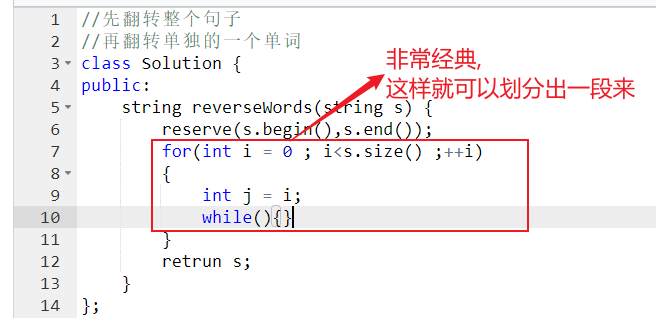 1 //先翻转整个句子
2 //再翻转单独的一个单词
3 class Solution {
4 public:
5 string reverseWords(string s) {
6 reserve(s.begin(),s.end());
7 for(int i = 0 ; i<s.size() ;++i)
8 {
9 int j = i;
10 while(){}
11 }
12 retrun s;
13 }
14 };
非常经典,
这样就可以划分出一段来